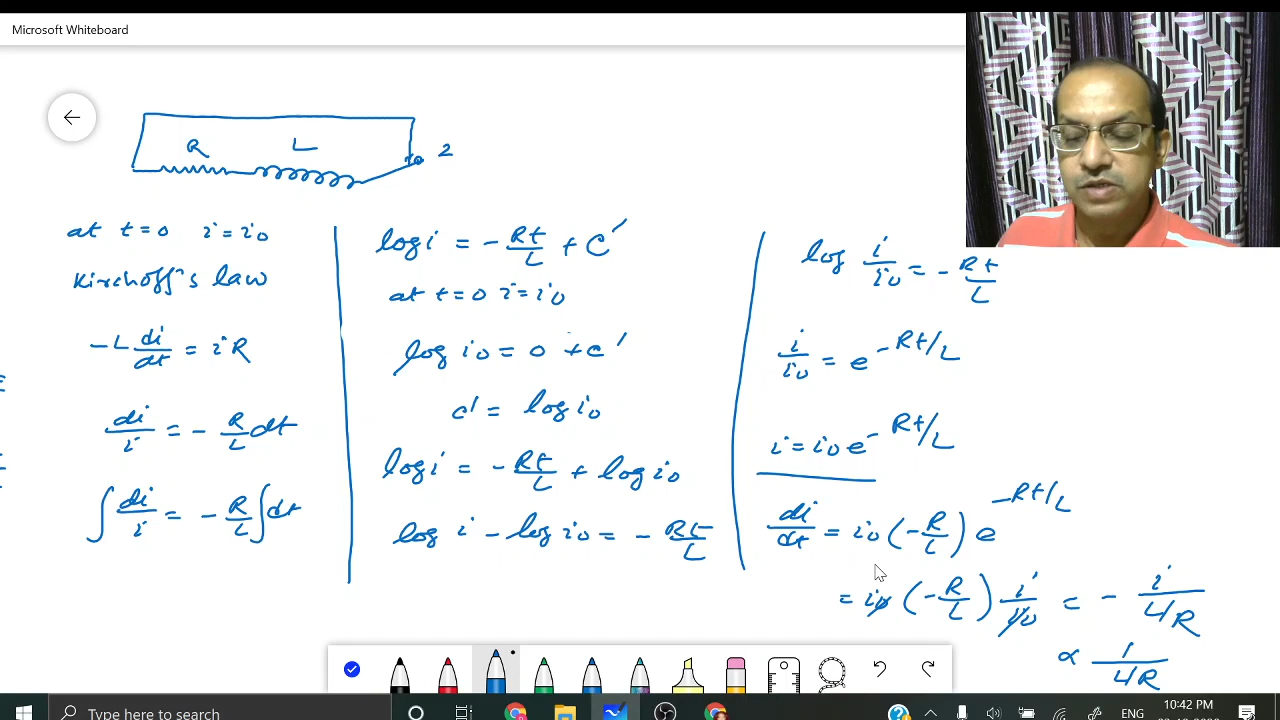 Microsoft Whiteboard
R L
2
at t=0 i=i₀
Kirchoff's law
-L di/dt = iR
di/i = - R/L dt
∫ di/i = - R/L ∫ dt
log i = - Rt/L + C'
at t=0 i=i₀
log i₀ = 0 + C'
C' = log i₀
log i = - Rt/L + log i₀
log i - log i₀ = - Rt/L
log i/i₀ = - Rt/L
i/i₀ = e^-Rt/L
i = i₀ e^-Rt/L
di/dt = i₀ (-R/L) e^-Rt/L
= i₀ (-R/L) i/i₀ = - i/L/R
∝ 1/L/R
Type here to search
ENG
10:42 PM